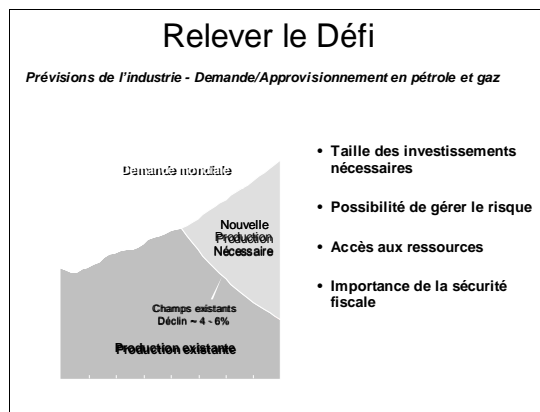 Relever le Défi
Prévisions de l'industrie - Demande/Approvisionnement en pétrole et gaz
Demande mondiale
Nouvelle
Production
Nécessaire
Champs existants
Déclin ~ 4 - 6%
Production existante
• Taille des investissements
nécessaires
• Possibilité de gérer le risque
• Accès aux ressources
• Importance de la sécurité
fiscale